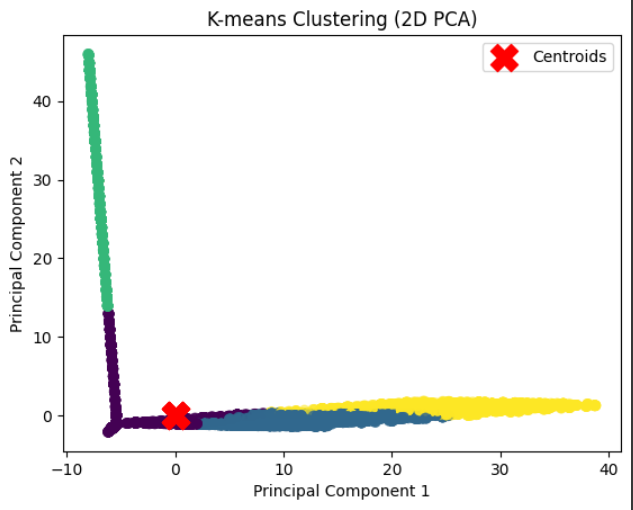 K-means Clustering (2D PCA)
Centroids
40
30
20
10
0
Principal Component 2
−10
0
10
20
30
40
Principal Component 1